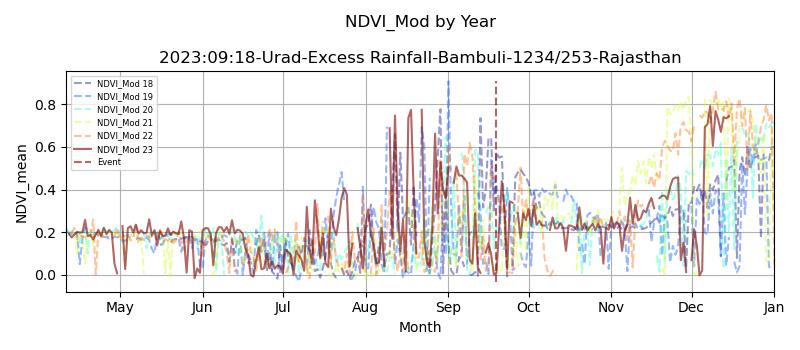 NDVI_Mod by Year
2023:09:18-Urad-Excess Rainfall-Bambuli-1234/253-Rajasthan
NDVI_mean
0.8
0.6
0.4
0.2
0.0
NDVI_Mod 18
NDVI_Mod 19
NDVI_Mod 20
NDVI_Mod 21
NDVI_Mod 22
NDVI_Mod 23
Event
May Jun Jul Aug Sep Oct Nov Dec Jan
Month